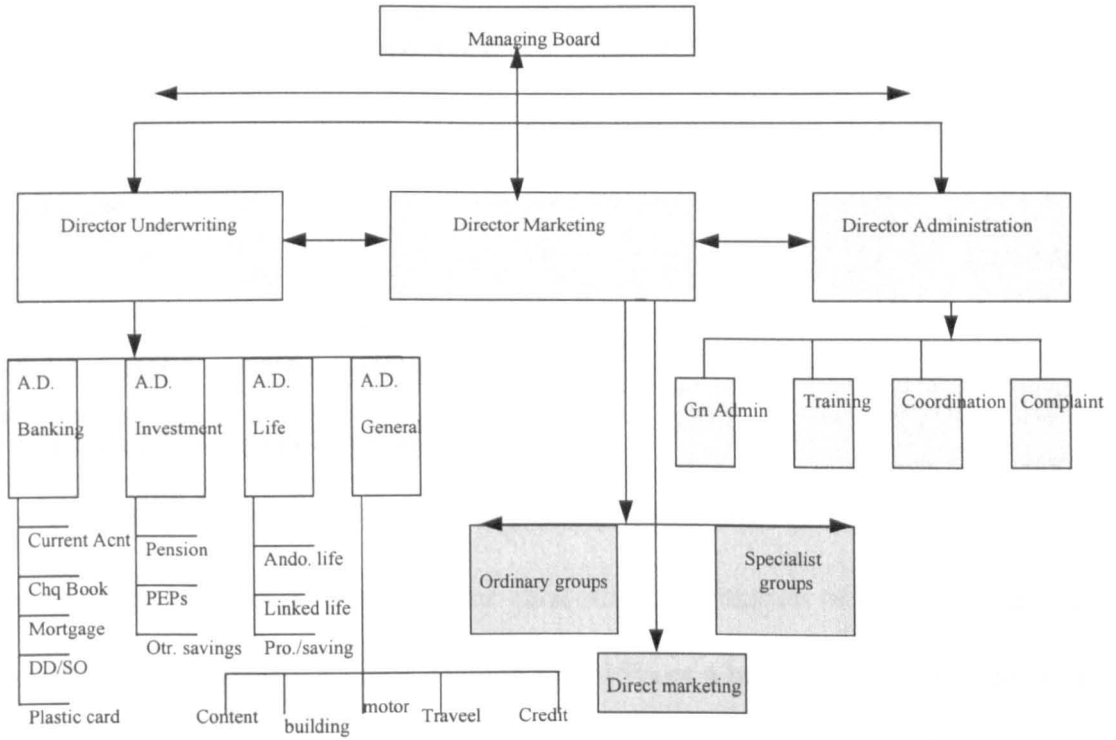 Managing Board
Director Underwriting
Director Marketing
Director Administration
A.D.
Banking
A.D.
Investment
A.D.
Life
A.D.
General
Gn Admin
Training
Coordination
Complaint
Current Acnt
Chq Book
Mortgage
DD/SO
Plastic card
Pension
PEPs
Otr. savings
Ando. life
Linked life
Pro./saving
Content
building
motor
Traveel
Credit
Ordinary groups
Specialist
groups
Direct marketing